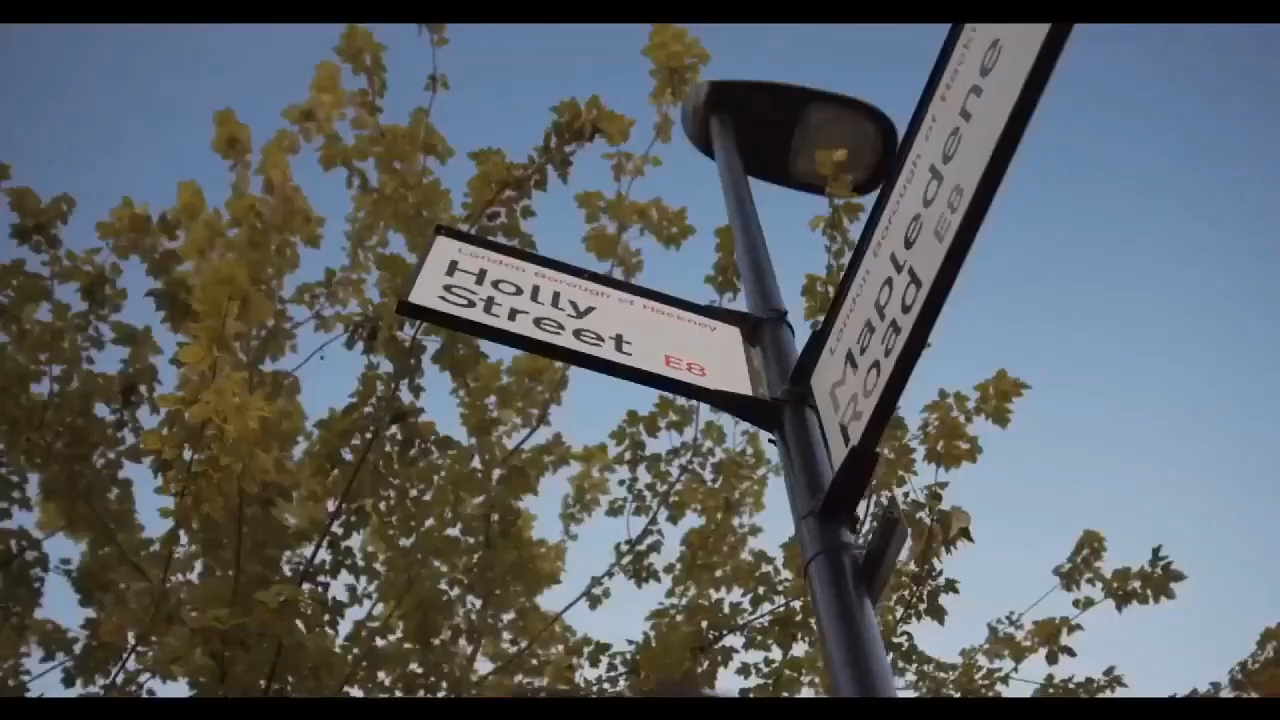 London Borough of Hackney
Holly
Street
E8
London Borough of Hack
Mapledene
Road E8